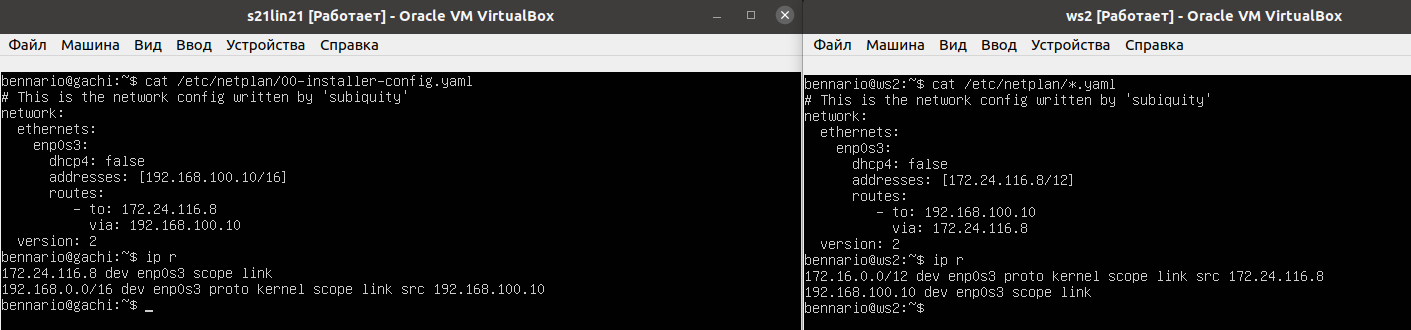 s21lin21 [Работает] - Oracle VM VirtualBox
Файл Машина Вид Ввод Устройства Справка
bennario@gachi:~$ cat /etc/netplan/00-installer-config.yaml
# This is the network config written by 'subiquity'
network:
  ethernets:
    enp0s3:
      dhcp4: false
      addresses: [192.168.100.10/16]
      routes:
         - to: 172.24.116.8
           via: 192.168.100.10
  version: 2
bennario@gachi:~$ ip r
172.24.116.8 dev enp0s3 scope link
192.168.0.0/16 dev enp0s3 proto kernel scope link src 192.168.100.10
bennario@gachi:~$ _
ws2 [Работает] - Oracle VM VirtualBox
Файл Машина Вид Ввод Устройства Справка
bennario@ws2:~$ cat /etc/netplan/*.yaml
# This is the network config written by 'subiquity'
network:
  ethernets:
    enp0s3:
      dhcp4: false
      addresses: [172.24.116.8/12]
      routes:
         - to: 192.168.100.10
           via: 172.24.116.8
  version: 2
bennario@ws2:~$ ip r
172.16.0.0/12 dev enp0s3 proto kernel scope link src 172.24.116.8
192.168.100.10 dev enp0s3 scope link
bennario@ws2:~$